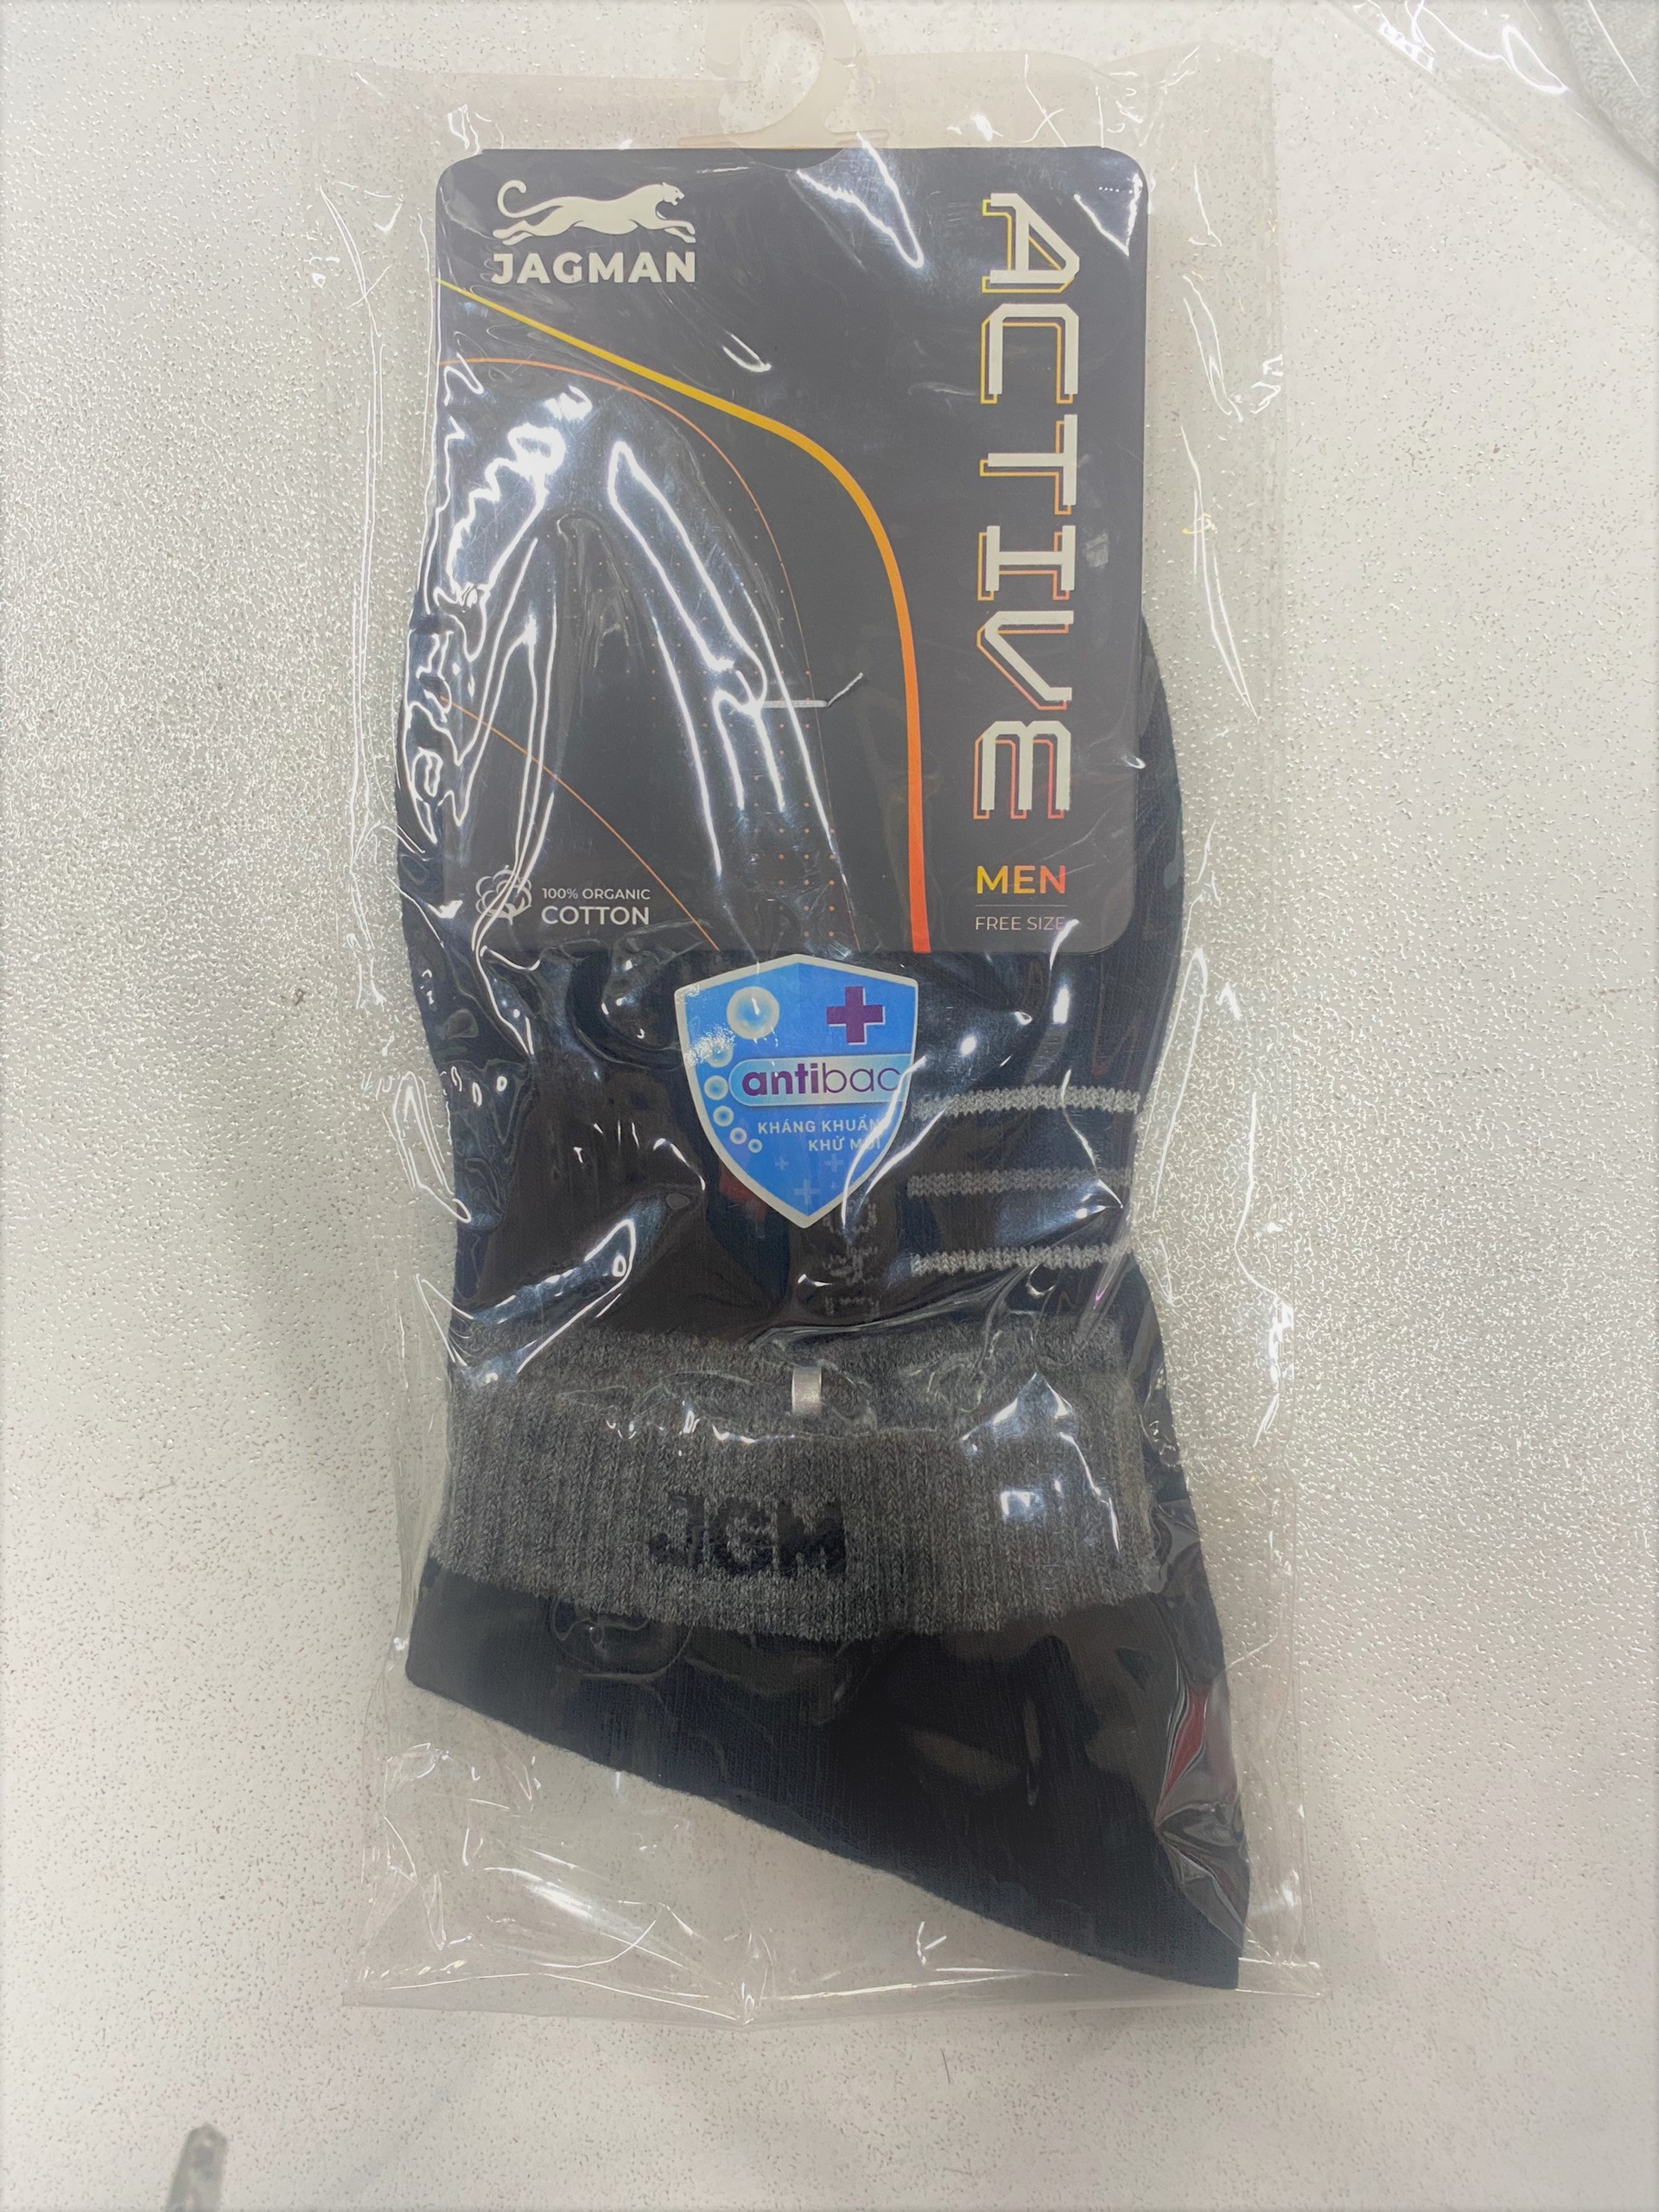 JAGMAN
ACTIVE
MEN
FREE SIZE
100% ORGANIC
COTTON
antibac
KHÁNG KHUẨN
KHỬ MÙI
JGM